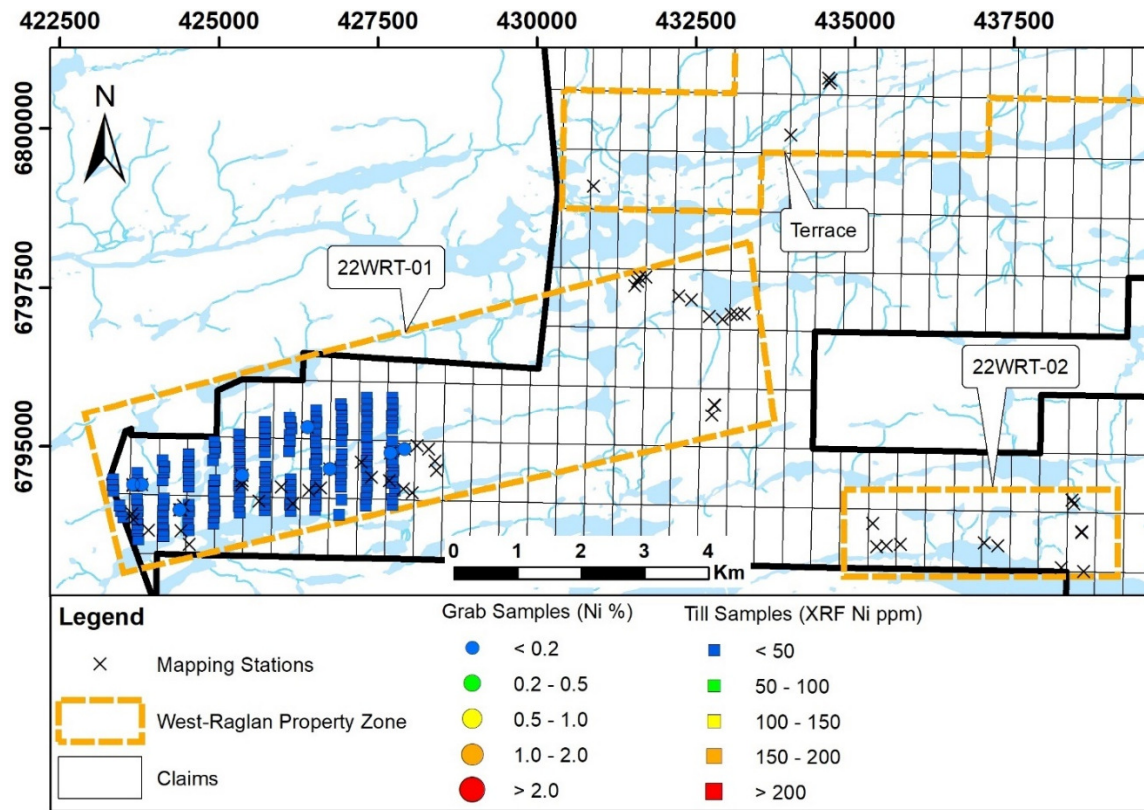 422500 425000 427500 430000 432500 435000 437500
6800000
6797500
6795000
N
Terrace
22WRT-01
22WRT-02
0 1 2 3 4
Km
Legend
Mapping Stations
West-Raglan Property Zone
Claims
Grab Samples (Ni %)
< 0.2
0.2 - 0.5
0.5 - 1.0
1.0 - 2.0
> 2.0
Till Samples (XRF Ni ppm)
< 50
50 - 100
100 - 150
150 - 200
> 200